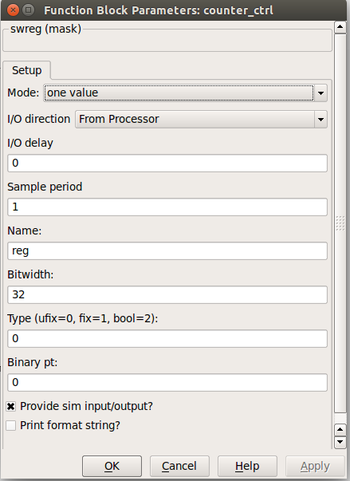 Function Block Parameters: counter_ctrl
swreg (mask)
Setup
Mode: one value
I/O direction From Processor
I/O delay
0
Sample period
1
Name:
reg
Bitwidth:
32
Type (ufix=0, fix=1, bool=2):
0
Binary pt:
0
Provide sim input/output?
Print format string?
OK Cancel Help Apply